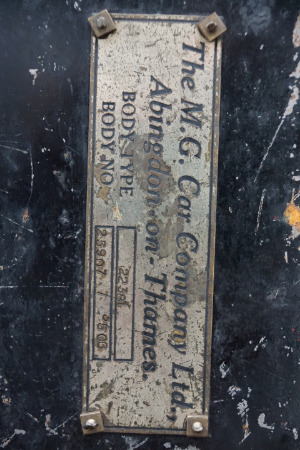 The M.G. Car Company Ltd.,
Abingdon-on-Thames.
BODY TYPE
BODY NO.